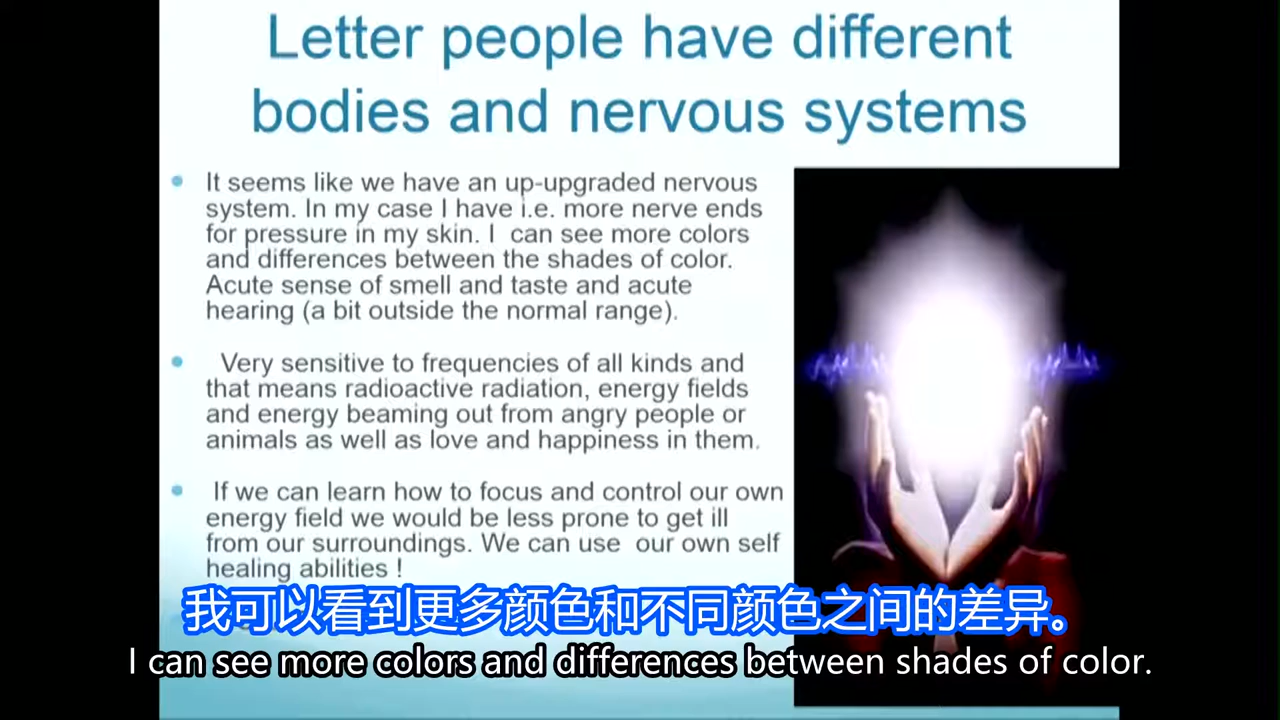 Letter people have different
bodies and nervous systems
• It seems like we have an up-upgraded nervous
system. In my case I have i.e. more nerve ends
for pressure in my skin. I  can see more colors
and differences between the shades of color.
Acute sense of smell and taste and acute
hearing (a bit outside the normal range).
•  Very sensitive to frequencies of all kinds and
that means radioactive radiation, energy fields
and energy beaming out from angry people or
animals as well as love and happiness in them.
•  If we can learn how to focus and control our own
energy field we would be less prone to get ill
from our surroundings. We can use  our own self
healing abilities !
我可以看到更多颜色和不同颜色之间的差异。
I can see more colors and differences between shades of color.